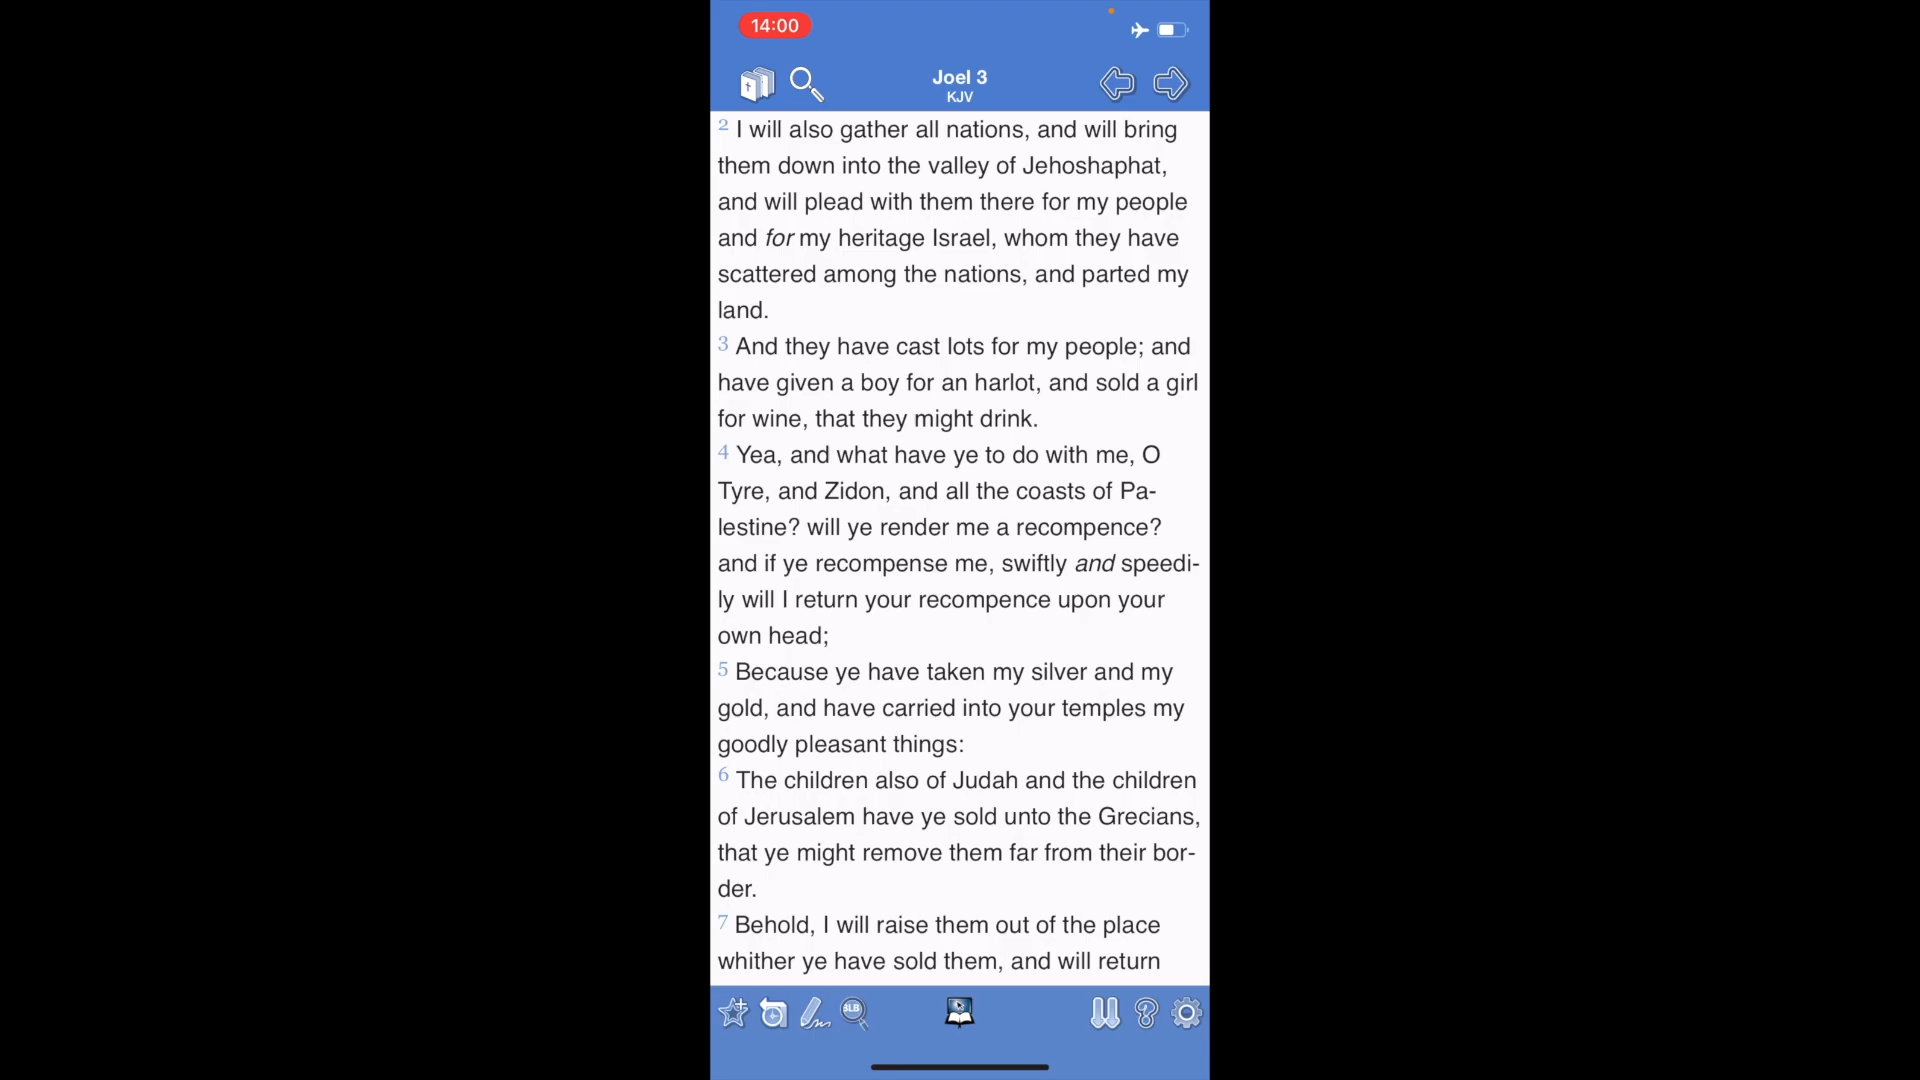 14:00
Joel 3
KJV
2 I will also gather all nations, and will bring
them down into the valley of Jehoshaphat,
and will plead with them there for my people
and for my heritage Israel, whom they have
scattered among the nations, and parted my
land.
3 And they have cast lots for my people; and
have given a boy for an harlot, and sold a girl
for wine, that they might drink.
4 Yea, and what have ye to do with me, O
Tyre, and Zidon, and all the coasts of Pa-
lestine? will ye render me a recompence?
and if ye recompense me, swiftly and speedi-
ly will I return your recompence upon your
own head;
5 Because ye have taken my silver and my
gold, and have carried into your temples my
goodly pleasant things:
6 The children also of Judah and the children
of Jerusalem have ye sold unto the Grecians,
that ye might remove them far from their bor-
der.
7 Behold, I will raise them out of the place
whither ye have sold them, and will return
BLB